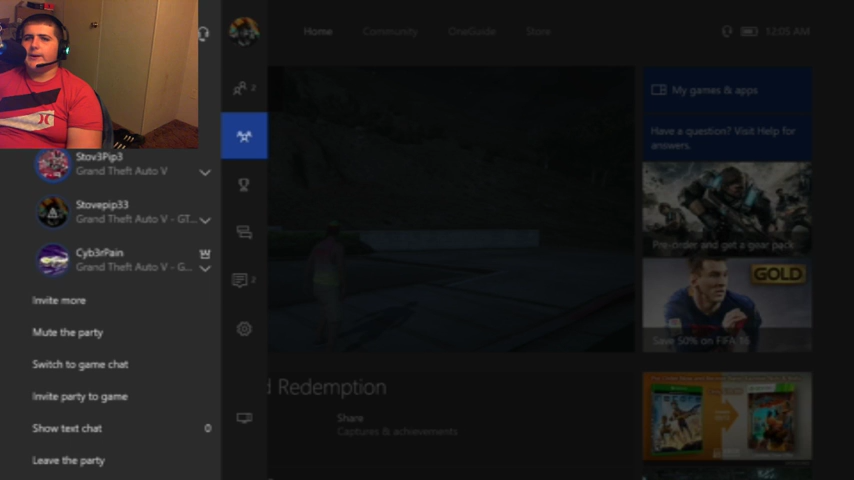 Home Community OneGuide Store 12:05 AM
2
My games & apps
Have a question? Visit Help for
answers.
Stov3Pip3
Grand Theft Auto V
Stovepip33
Grand Theft Auto V - GT...
Cyb3rPain
Grand Theft Auto V - G...
2
Pre-order and get a gear pack
GOLD
Save 50% on FIFA 16
Invite more
Mute the party
Switch to game chat
Invite party to game
Show text chat 0
Leave the party
d Redemption
Share
Captures & achievements